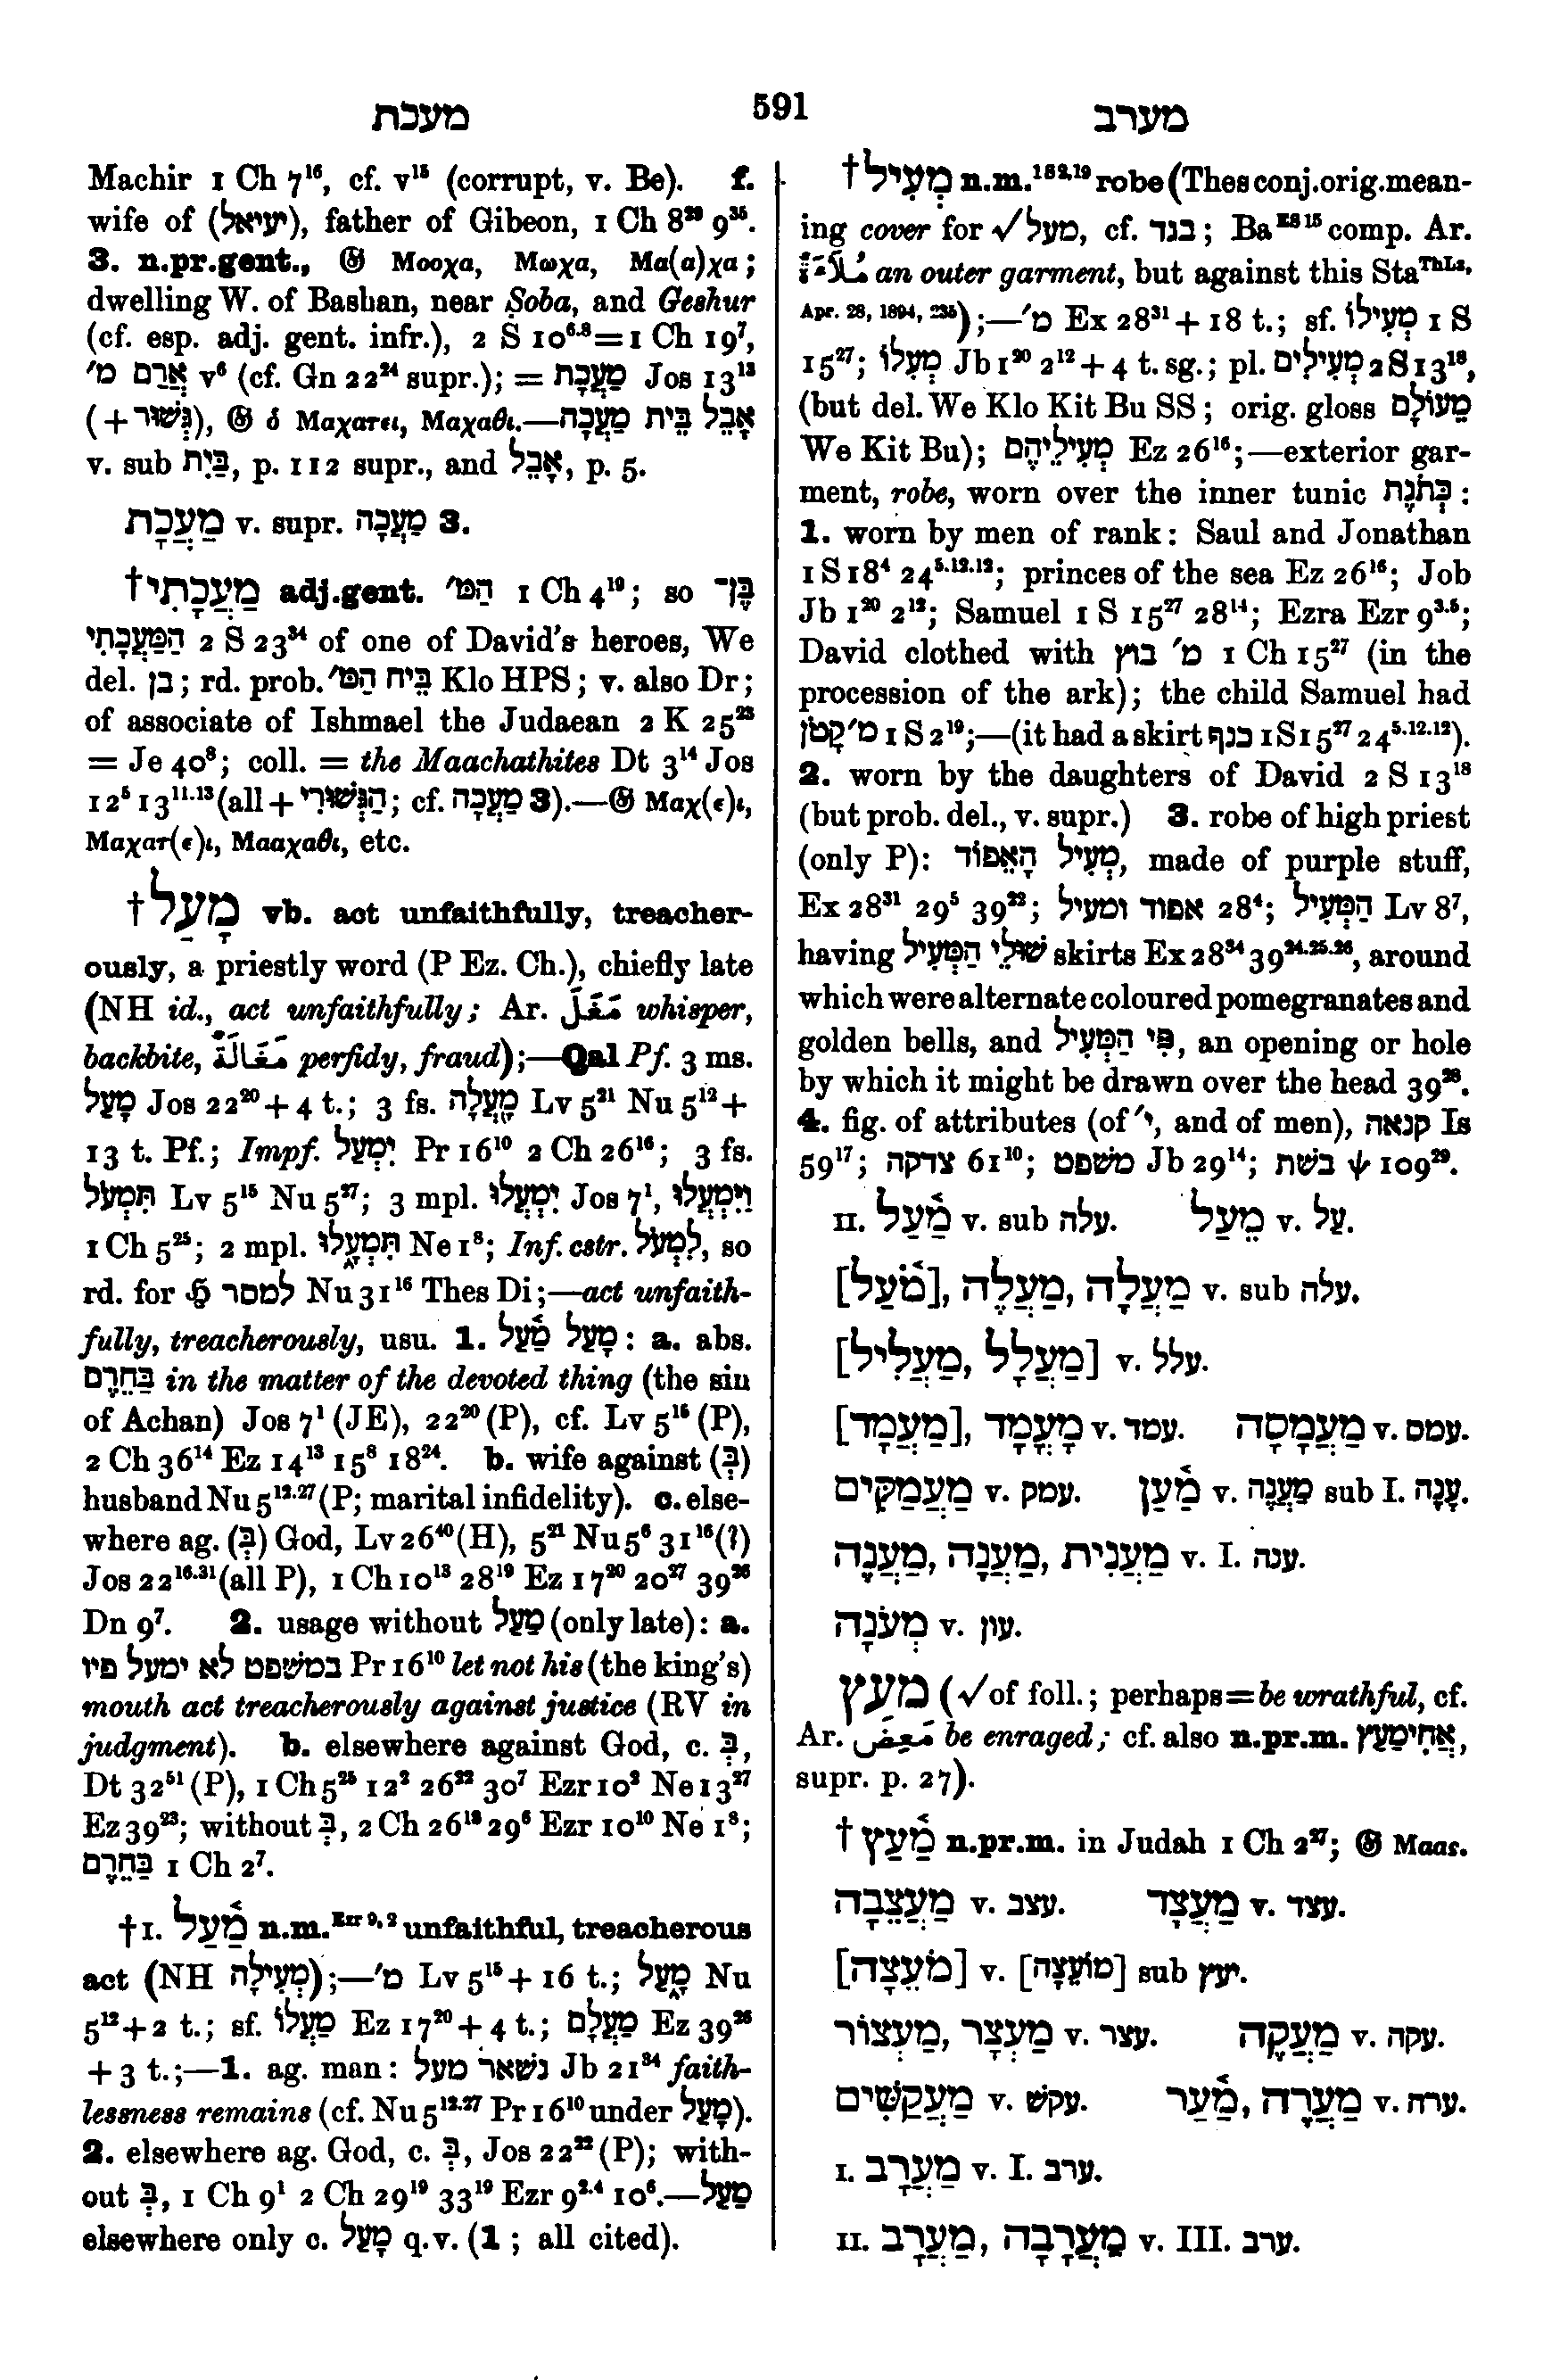 מעכת
591
מערב
Machir 1 Ch 7¹⁶, cf. v¹⁵ (corrupt, v. Be). f.
wife of (יעיאל), father of Gibeon, 1 Ch 8²⁹ 9³⁵.
3. n.pr.gent., 𝔊 Μοοχα, Μωχα, Μα(α)χα;
dwelling W. of Bashan, near Ṣoba, and Geshur
(cf. esp. adj. gent. infr.), 2 S 10⁶·⁸=1 Ch 19⁷,
אֲרַם מ׳ v⁶ (cf. Gn 22²⁴ supr.); = מַעֲכָת Jos 13¹³
(+גְּשׁוּר), 𝔊 ὁ Μαχατει, Μαχαθι.—אָבֵל בֵּית מַעֲכָה
v. sub בַּיִת, p. 112 supr., and אָבֵל, p. 5.
מַעֲכָת v. supr. מַעֲכָה 3.
†מַעֲכָתִי adj.gent. הַמּ׳ 1 Ch 4¹⁹; so בֶּן־
הַמַּעֲכָתִי 2 S 23³⁴ of one of David's heroes, We
del. בן; rd. prob. בֵּית הַמּ׳ Klo HPS; v. also Dr;
of associate of Ishmael the Judaean 2 K 25²³
= Je 40⁸; coll. = the Maachathites Dt 3¹⁴ Jos
12⁵ 13¹¹·¹³ (all + הַגְּשׁוּרִי; cf. מַעֲכָה 3).—𝔊 Μαχ(ε)ι,
Μαχατ(ε)ι, Μααχαθι, etc.
†מָעַל vb. act unfaithfully, treacher-
ously, a priestly word (P Ez. Ch.), chiefly late
(NH id., act unfaithfully; Ar. مَغَلَ whisper,
backbite, مَغَالَة perfidy, fraud);—Qal Pf. 3 ms.
מָעַל Jos 22²⁰+4 t.; 3 fs. מָעֲלָה Lv 5²¹ Nu 5¹²+
13 t. Pf.; Impf. יִמְעַל Pr 16¹⁰ 2 Ch 26¹⁶; 3 fs.
תִּמְעֹל Lv 5¹⁵ Nu 5²⁷; 3 mpl. יִמְעֲלוּ Jos 7¹, וַיִּמְעֲלוּ
1 Ch 5²⁵; 2 mpl. תִּמְעָלוּ Ne 1⁸; Inf. cstr. לִמְעֹל, so
rd. for 𝔥 למסר Nu 31¹⁶ Thes Di;—act unfaith-
fully, treacherously, usu. 1. מָעַל מַ֫עַל: a. abs.
בַּחֵרֶם in the matter of the devoted thing (the sin
of Achan) Jos 7¹ (JE), 22²⁰ (P), cf. Lv 5¹⁵ (P),
2 Ch 36¹⁴ Ez 14¹³ 15⁸ 18²⁴. b. wife against (בְּ)
husband Nu 5¹²·²⁷ (P; marital infidelity). c. else-
where ag. (בְּ) God, Lv 26⁴⁰ (H), 5²¹ Nu 5⁶ 31¹⁶(?)
Jos 22¹⁶·³¹ (all P), 1 Ch 10¹³ 28¹⁹ Ez 17²⁰ 20²⁷ 39²⁶
Dn 9⁷. 2. usage without מַעַל (only late): a.
במשפט לא ימעל פיו Pr 16¹⁰ let not his (the king's)
mouth act treacherously against justice (RV in
judgment). b. elsewhere against God, c. בְּ,
Dt 32⁵¹ (P), 1 Ch 5²⁵ 12² 26²² 30⁷ Ezr 10² Ne 13²⁷
Ez 39²³; without בְּ, 2 Ch 26¹⁸ 29⁶ Ezr 10¹⁰ Ne 1⁸;
בַּחֵרֶם 1 Ch 2⁷.
†I. מַ֫עַל n.m. Ezr 9, 2 unfaithful, treacherous
act (NH מְעִילָה);—מ׳ Lv 5¹⁵+16 t.; מָעַל Nu
5¹²+2 t.; sf. מַעֲלוֹ Ez 17²⁰+4 t.; מַעֲלָם Ez 39²⁶
+3 t.;—1. ag. man: נשאר מעל Jb 21³⁴ faith-
lessness remains (cf. Nu 5¹²·²⁷ Pr 16¹⁰ under מָעַל).
2. elsewhere ag. God, c. בְּ, Jos 22²² (P); with-
out בְּ, 1 Ch 9¹ 2 Ch 29¹⁹ 33¹⁹ Ezr 9²·⁴ 10⁶.—מַעַל
elsewhere only c. מָעַל q.v. (1; all cited).
†מְעִיל n.m. 1 S 2, 19 robe (Thes conj. orig. mean-
ing cover for √מעל, cf. בגד; Ba ES 15 comp. Ar.
مُلَاءَة an outer garment, but against this Sta ThLz,
Apr. 28, 1894, 235);—מ׳ Ex 28³¹+18 t.; sf. מְעִילוֹ 1 S
15²⁷; מְעִלוֹ Jb 1²⁰ 2¹²+4 t. sg.; pl. מְעִילִים 2 S 13¹⁸,
(but del. We Klo Kit Bu SS; orig. gloss מֵעוֹלָם
We Kit Bu); מְעִילֵיהֶם Ez 26¹⁶;—exterior gar-
ment, robe, worn over the inner tunic כְּתֹנֶת:
1. worn by men of rank: Saul and Jonathan
1 S 18⁴ 24⁵·¹²·¹²; princes of the sea Ez 26¹⁶; Job
Jb 1²⁰ 2¹²; Samuel 1 S 15²⁷ 28¹⁴; Ezra Ezr 9³·⁵;
David clothed with מ׳ בוץ 1 Ch 15²⁷ (in the
procession of the ark); the child Samuel had
מ׳ קָטֹן 1 S 2¹⁹;—(it had a skirt כנף 1 S 15²⁷ 24⁵·¹²·¹²).
2. worn by the daughters of David 2 S 13¹⁸
(but prob. del., v. supr.) 3. robe of high priest
(only P): מְעִיל הָאֵפוֹד, made of purple stuff,
Ex 28³¹ 29⁵ 39²²; אפוד ומעיל 28⁴; הַמְּעִיל Lv 8⁷,
having שׁוּלֵי הַמְּעִיל skirts Ex 28³⁴ 39²⁴·²⁵·²⁶, around
which were alternate coloured pomegranates and
golden bells, and פִּי הַמְּעִיל, an opening or hole
by which it might be drawn over the head 39²³.
4. fig. of attributes (of י׳, and of men), קנאה Is
59¹⁷; צדקה 61¹⁰; משפט Jb 29¹⁴; בשת ψ 109²⁹.
II. מַ֫עַל v. sub עלה. מֵעַל v. עַל.
[מֹ֫עַל], מַעֲלֶה, מַעֲלָה v. sub עלה.
[מַעֲלָל, מַעֲלִיל] v. עלל.
[מַעֲמָד], מָעֳמָד v. עמד. מַעֲמָסָה v. עמס.
מַעֲמַקִּים v. עמק. מַ֫עַן v. מַעֲנֶה sub I. עָנָה.
מַעֲנֶה, מַעֲנָה, מַעֲנִית v. I. ענה.
מְעֹנָה v. עון.
מעץ (√of foll.; perhaps=be wrathful, cf.
Ar. مَعِضَ be enraged; cf. also n.pr.m. אֲחִימַעַץ,
supr. p. 27).
†מַ֫עַץ n.pr.m. in Judah 1 Ch 2²⁷; 𝔊 Μαας.
מַעֲצֵבָה v. עצב. מַעֲצָד v. עצד.
[מֹעֵצָה] v. [מוֹעֵצָה] sub יעץ.
מַעְצוֹר, מַעְצָר v. עצר. מַעֲקֶה v. עקה.
מַעֲקַשִּׁים v. עקש. מַ֫עַר, מַעֲרָה v. ערה.
I. מַעֲרָב v. I. ערב.
II. מַעֲרָב, מַעֲרָבָה v. III. ערב.